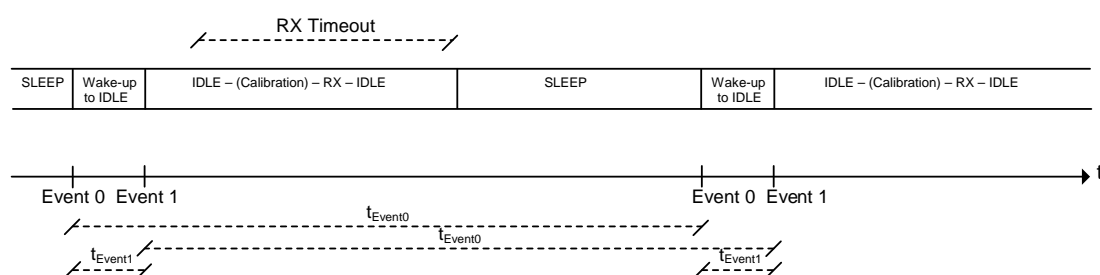 RX Timeout
SLEEP
Wake-up
to IDLE
IDLE – (Calibration) – RX – IDLE
SLEEP
Wake-up
to IDLE
IDLE – (Calibration) – RX – IDLE
t
Event 0 Event 1
Event 0 Event 1
tEvent0
tEvent0
tEvent1
tEvent1